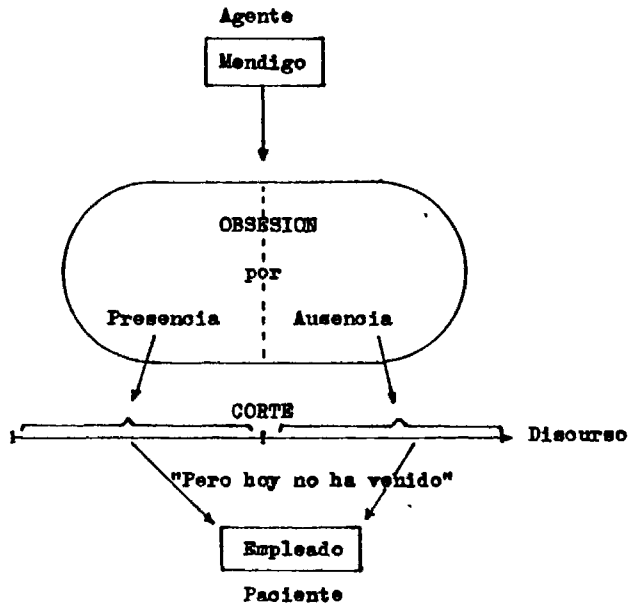 Agente
Mendigo
OBSESION
por
Presencia Ausencia
CORTE
Discurso
"Pero hoy no ha venido"
Empleado
Paciente